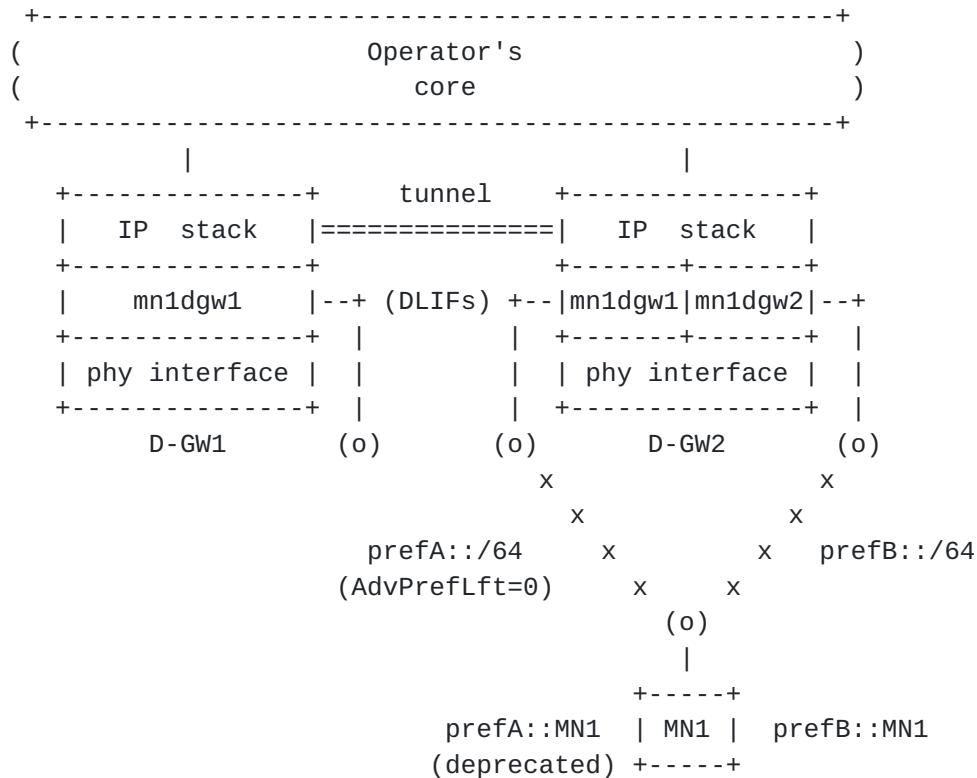 Operator's
core
tunnel
IP stack IP stack
mn1dgw1 (DLIFs) mn1dgw1 mn1dgw2
phy interface phy interface
D-GW1 (o) (o) D-GW2 (o)
x x
x x
prefA::/64 x x prefB::/64
(AdvPrefLft=0) x x
(o)
prefA::MN1 MN1 prefB::MN1
(deprecated)